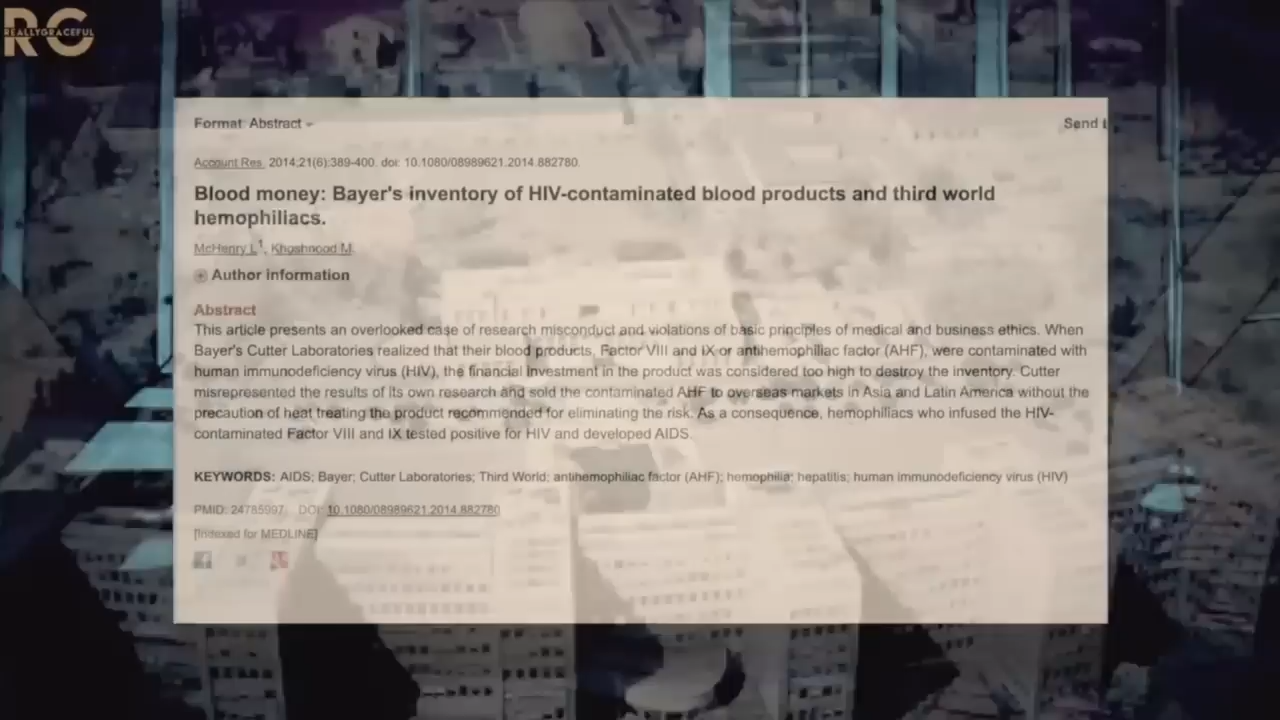 RG
REALLYGRACEFUL
Format: Abstract
Send t
Account Res. 2014;21(6):389-400. doi: 10.1080/08989621.2014.882780.
Blood money: Bayer's inventory of HIV-contaminated blood products and third world
hemophiliacs.
McHenry L1, Khoshnood M.
Author information
Abstract
This article presents an overlooked case of research misconduct and violations of basic principles of medical and business ethics. When
Bayer's Cutter Laboratories realized that their blood products, Factor VIII and IX or antihemophiliac factor (AHF), were contaminated with
human immunodeficiency virus (HIV), the financial investment in the product was considered too high to destroy the inventory. Cutter
misrepresented the results of its own research and sold the contaminated AHF to overseas markets in Asia and Latin America without the
precaution of heat treating the product recommended for eliminating the risk. As a consequence, hemophiliacs who infused the HIV-
contaminated Factor VIII and IX tested positive for HIV and developed AIDS.
KEYWORDS: AIDS; Bayer; Cutter Laboratories; Third World; antihemophiliac factor (AHF); hemophilia; hepatitis; human immunodeficiency virus (HIV)
PMID: 24785997 DOI: 10.1080/08989621.2014.882780
[Indexed for MEDLINE]